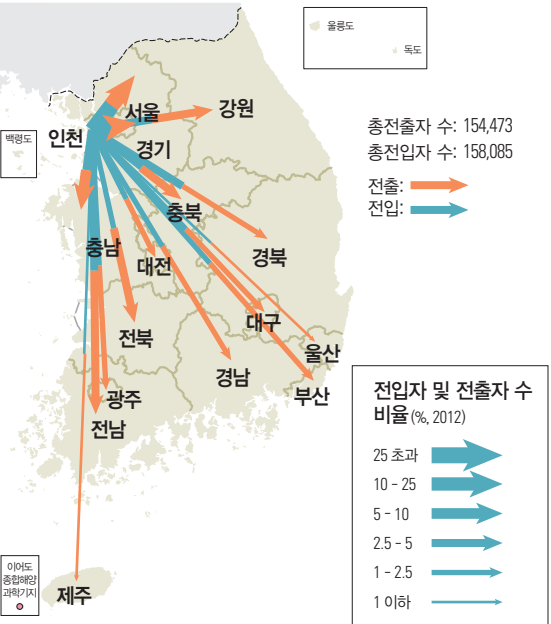 울릉도
독도
서울
강원
인천
백령도
경기
총전출자 수: 154,473
총전입자 수: 158,085
전출:
전입:
충북
충남
대전
경북
대구
전북
울산
경남
부산
광주
전남
제주
이어도
종합해양
과학기지
전입자 및 전출자 수
비율(%, 2012)
25 초과
10 - 25
5 - 10
2.5 - 5
1 - 2.5
1 이하